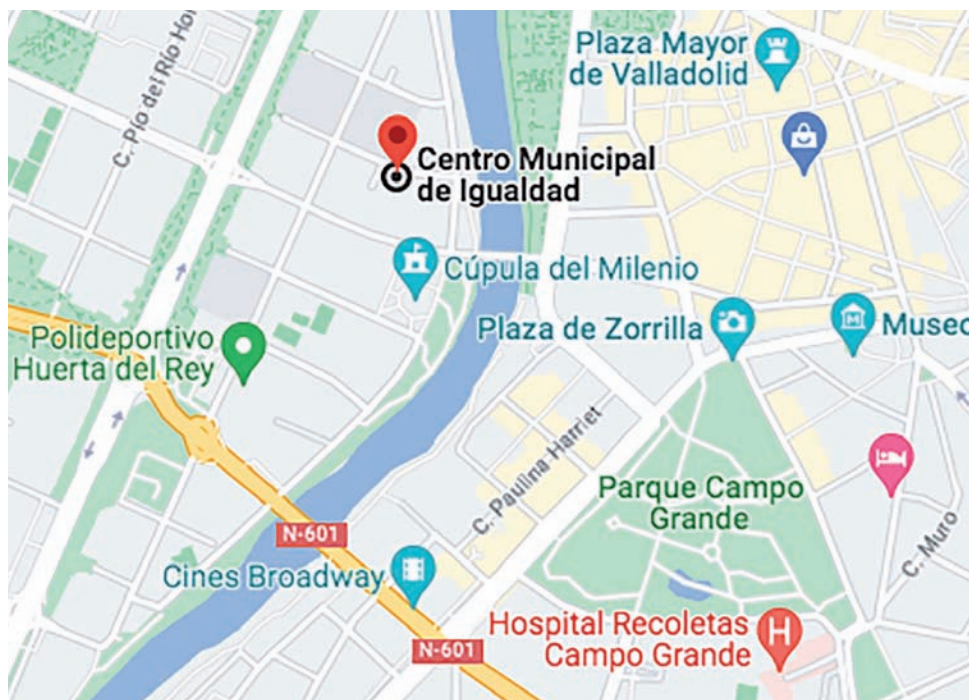 Plaza Mayor
de Valladolid
C. Pío del Río Hor
Centro Municipal
de Igualdad
Cúpula del Milenio
Plaza de Zorrilla
Museo
Polideportivo
Huerta del Rey
C. Paulina Harriet
Parque Campo
Grande
C. Muro
N-601
Cines Broadway
Hospital Recoletas
Campo Grande
H
N-601